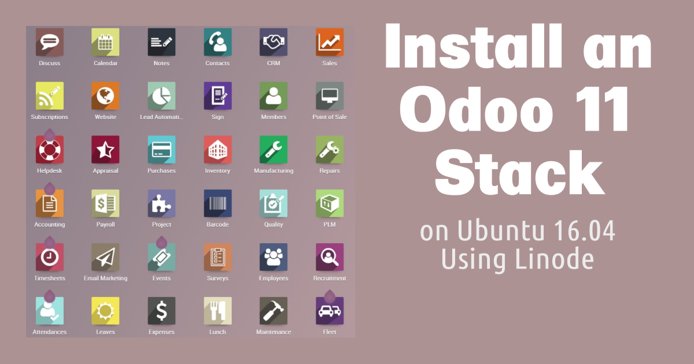 Discuss Calendar Notes Contacts CRM Sales
Subscriptions Website Lead Automati.. Sign Members Point of Sale
Helpdesk Appraisal Purchases Inventory Manufacturing Repairs
Accounting Payroll Project Barcode Quality PLM
Timesheets Email Marketing Events Surveys Employees Recruitment
Attendances Leaves Expenses Lunch Maintenance Fleet
Install an
Odoo 11
Stack
on Ubuntu 16.04
Using Linode